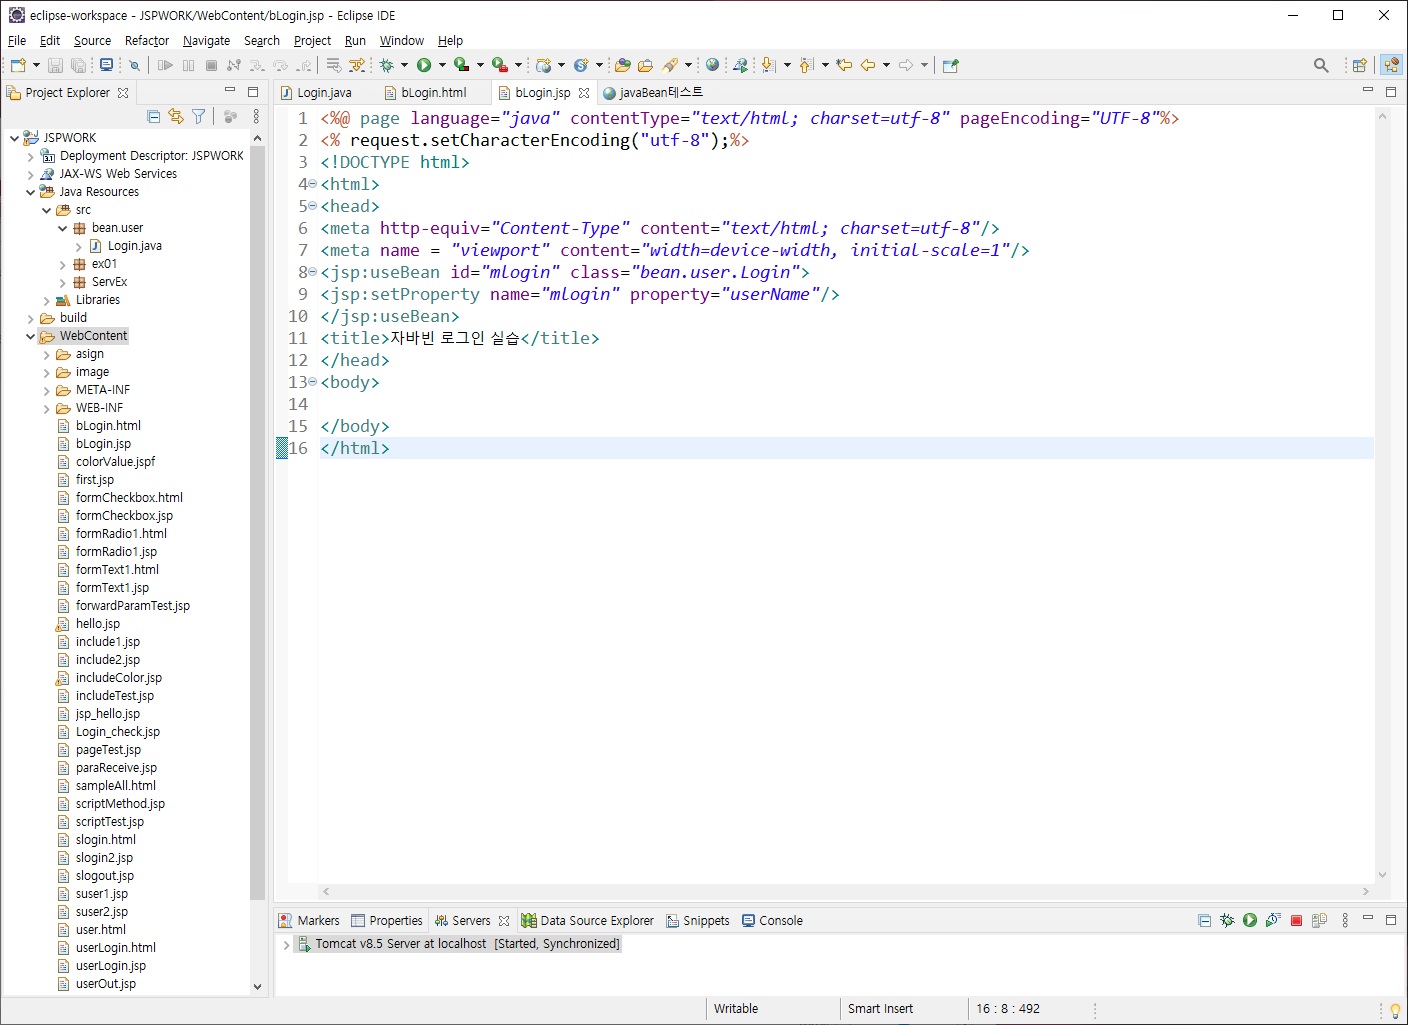 eclipse-workspace - JSPWORK/WebContent/bLogin.jsp - Eclipse IDE
File Edit Source Refactor Navigate Search Project Run Window Help
Project Explorer
Login.java bLogin.html bLogin.jsp javaBean테스트
JSPWORK
Deployment Descriptor: JSPWORK
JAX-WS Web Services
Java Resources
src
bean.user
Login.java
ex01
ServEx
Libraries
build
WebContent
asign
image
META-INF
WEB-INF
bLogin.html
bLogin.jsp
colorValue.jspf
first.jsp
formCheckbox.html
formCheckbox.jsp
formRadio1.html
formRadio1.jsp
formText1.html
formText1.jsp
forwardParamTest.jsp
hello.jsp
include1.jsp
include2.jsp
includeColor.jsp
includeTest.jsp
jsp_hello.jsp
Login_check.jsp
pageTest.jsp
paraReceive.jsp
sampleAll.html
scriptMethod.jsp
scriptTest.jsp
slogin.html
slogin2.jsp
slogout.jsp
suser1.jsp
suser2.jsp
user.html
userLogin.html
userLogin.jsp
userOut.jsp
1 <%@ page language="java" contentType="text/html; charset=utf-8" pageEncoding="UTF-8"%>
2 <% request.setCharacterEncoding("utf-8");%>
3 <!DOCTYPE html>
4 <html>
5 <head>
6 <meta http-equiv="Content-Type" content="text/html; charset=utf-8"/>
7 <meta name = "viewport" content="width=device-width, initial-scale=1"/>
8 <jsp:useBean id="mlogin" class="bean.user.Login">
9 <jsp:setProperty name="mlogin" property="userName"/>
10 </jsp:useBean>
11 <title>자바빈 로그인 실습</title>
12 </head>
13 <body>
14
15 </body>
16 </html>
Markers Properties Servers Data Source Explorer Snippets Console
Tomcat v8.5 Server at localhost [Started, Synchronized]
Writable Smart Insert 16 : 8 : 492